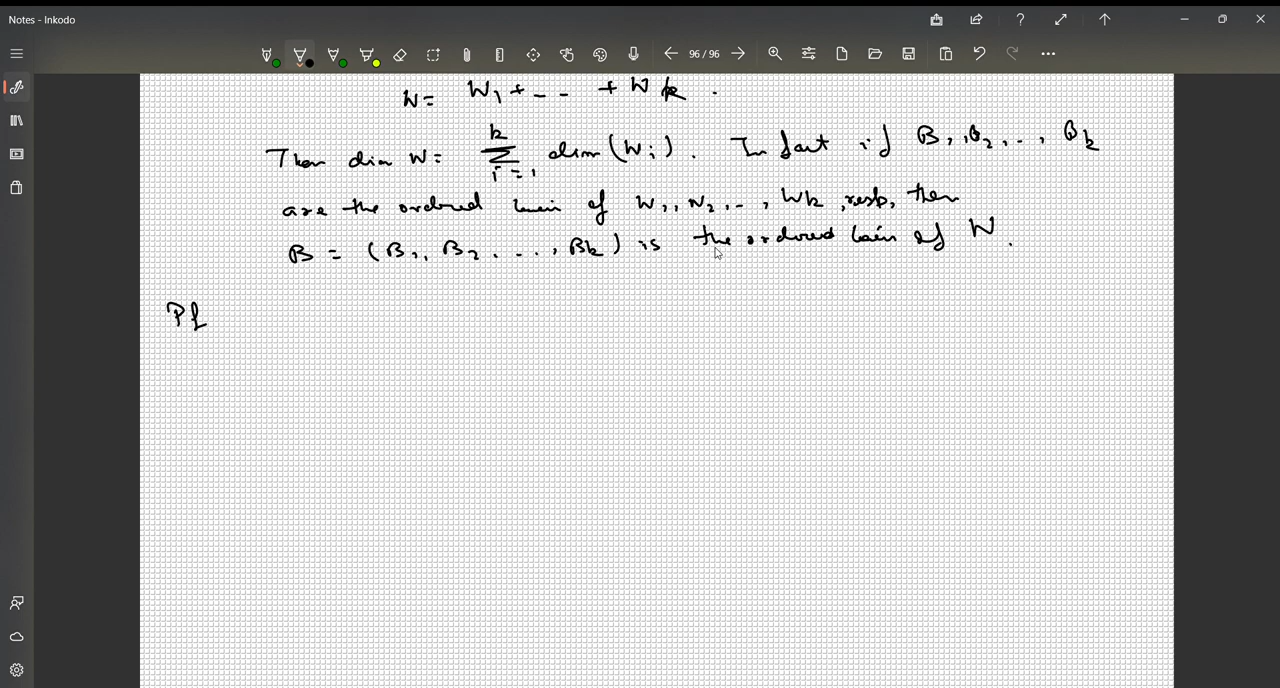 Notes - Inkodo
96 / 96
W = W1 + - - + Wk .
Then dim W = k∑i=1 dim (Wi) . In fact if B1, B2, .. , Bk
are the ordered basis of W1, W2, .. , Wk, resp, then
B = (B1, B2, ..., Bk) is the ordered basis of W.
Pf